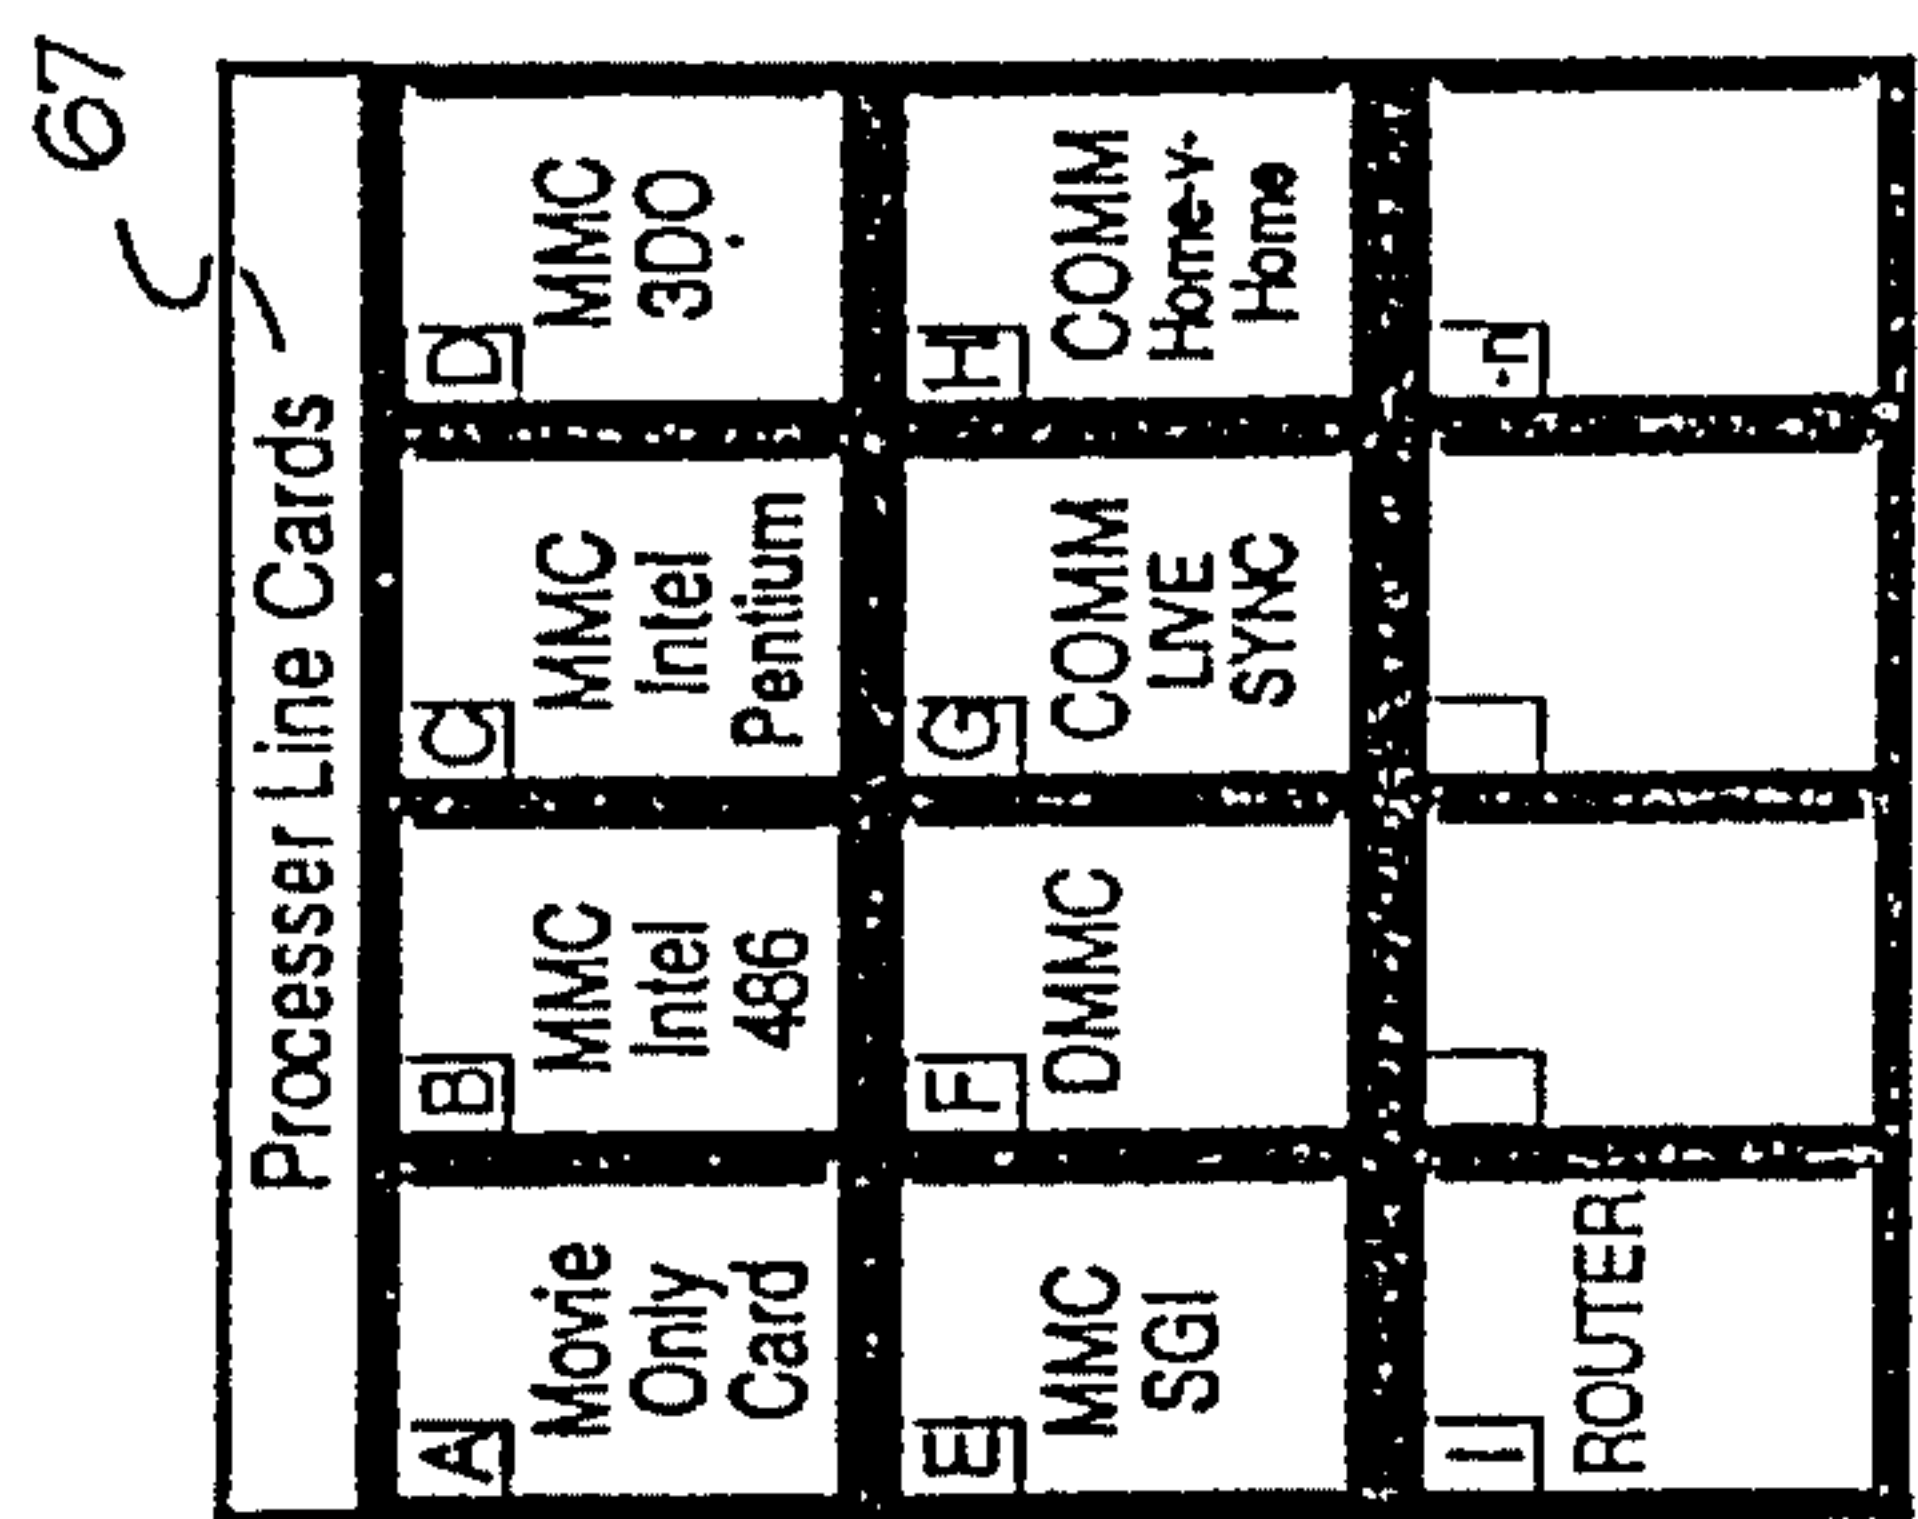 67
Processer Line Cards
A
Movie
Only
Card
B
MMC
Intel
486
C
MMC
Intel
Pentium
D
MMC
3DO
E
MMC
SGI
F
DMMC
G
COMM
LIVE
SYNC
H
COMM
Home-v-
Home
I
ROUTER
n